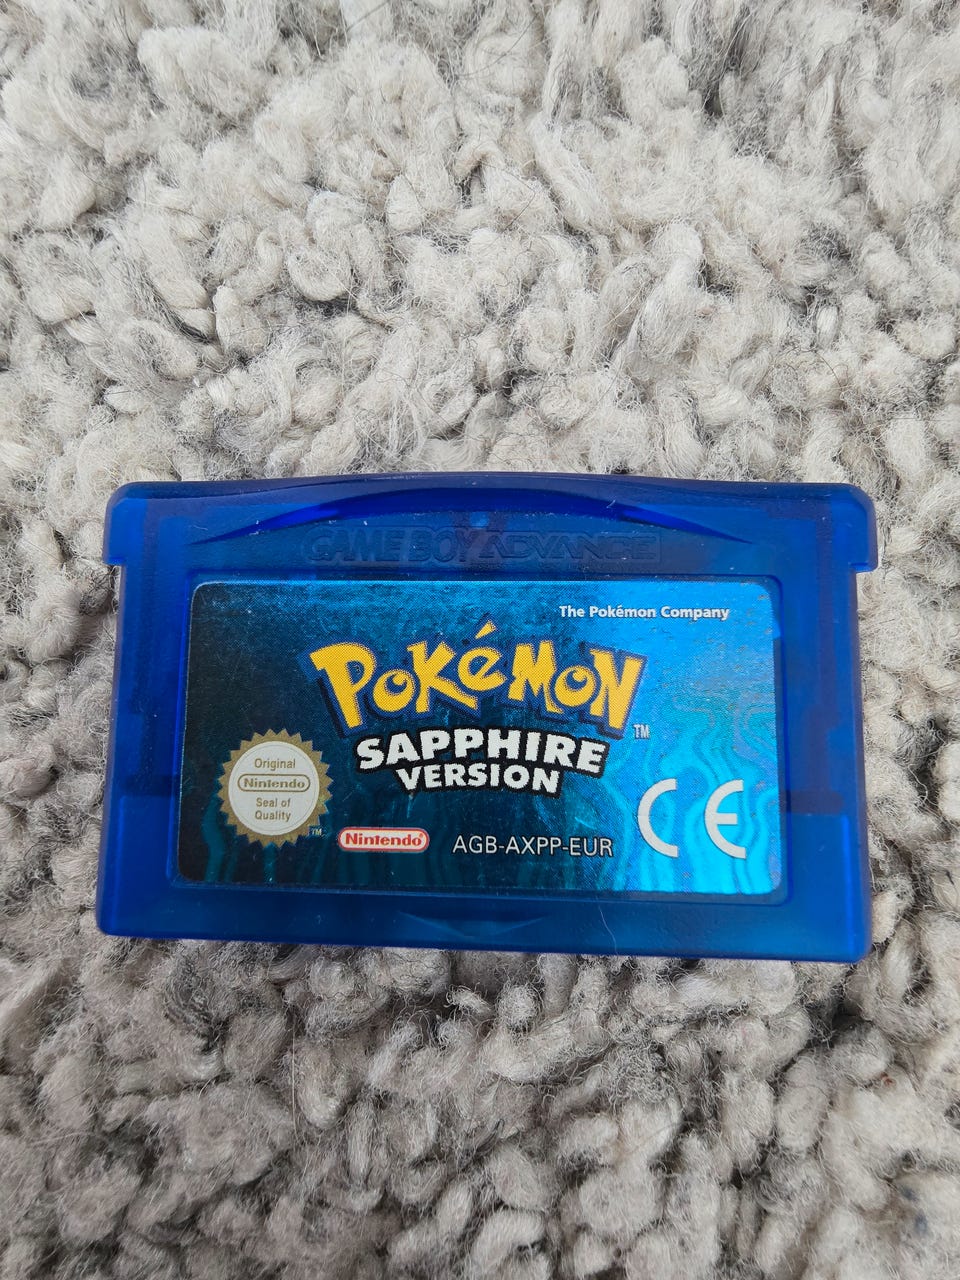 GAME BOY ADVANCE
The Pokémon Company
POKéMON
TM
SAPPHIRE
VERSION
Original
Nintendo
Seal of
Quality
TM
Nintendo®
AGB-AXPP-EUR
CE